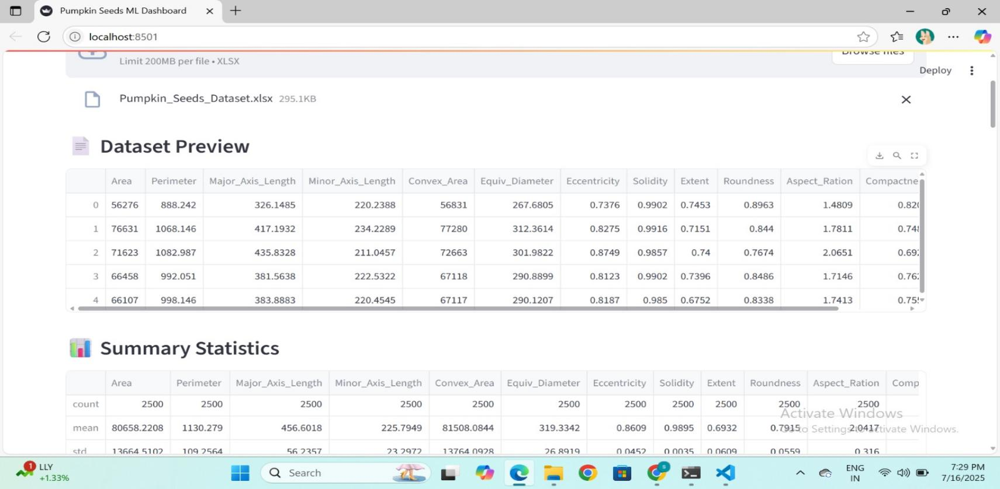 Pumpkin Seeds ML Dashboard
localhost:8501
Limit 200MB per file • XLSX
Browse files
Deploy
Pumpkin_Seeds_Dataset.xlsx 295.1KB
Dataset Preview
Area Perimeter Major_Axis_Length Minor_Axis_Length Convex_Area Equiv_Diameter Eccentricity Solidity Extent Roundness Aspect_Ration Compactne
0 56276 888.242 326.1485 220.2388 56831 267.6805 0.7376 0.9902 0.7453 0.8963 1.4809 0.820
1 76631 1068.146 417.1932 234.2289 77280 312.3614 0.8275 0.9916 0.7151 0.844 1.7811 0.748
2 71623 1082.987 435.8328 211.0457 72663 301.9822 0.8749 0.9857 0.74 0.7674 2.0651 0.692
3 66458 992.051 381.5638 222.5322 67118 290.8899 0.8123 0.9902 0.7396 0.8486 1.7146 0.762
4 66107 998.146 383.8883 220.4545 67117 290.1207 0.8187 0.985 0.6752 0.8338 1.7413 0.755
Summary Statistics
Area Perimeter Major_Axis_Length Minor_Axis_Length Convex_Area Equiv_Diameter Eccentricity Solidity Extent Roundness Aspect_Ration Comp
count 2500 2500 2500 2500 2500 2500 2500 2500 2500 2500 2500
Activate Windows
mean 80658.2208 1130.279 456.6018 225.7949 81508.0844 319.3342 0.8609 0.9895 0.6932 0.7915 2.0417
Go to Settings to activate Windows.
std 13664.5102 109.2564 56.2357 23.2972 13764.0928 26.8919 0.0452 0.0035 0.0609 0.0559 0.316
1 LLY
+1.33%
Search
S
ENG
IN
7:29 PM
7/16/2025